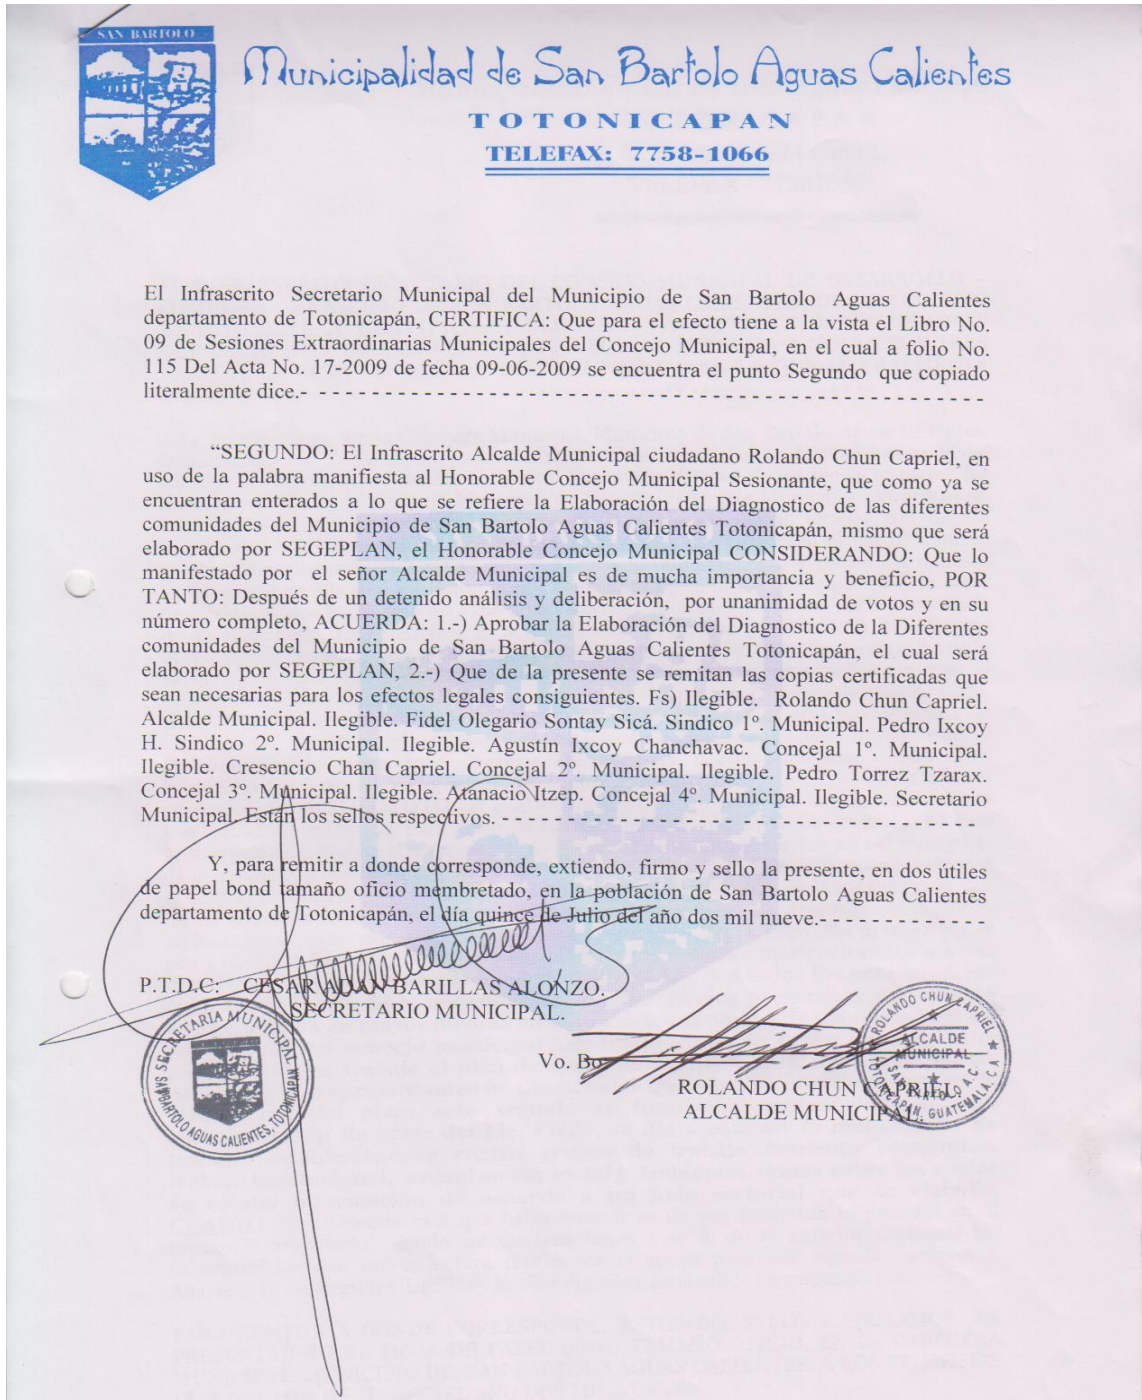 SAN BARTOLO
Municipalidad de San Bartolo Aguas Calientes
TOTONICAPAN
TELEFAX: 7758-1066
El Infrascrito Secretario Municipal del Municipio de San Bartolo Aguas Calientes
departamento de Totonicapán, CERTIFICA: Que para el efecto tiene a la vista el Libro No.
09 de Sesiones Extraordinarias Municipales del Concejo Municipal, en el cual a folio No.
115 Del Acta No. 17-2009 de fecha 09-06-2009 se encuentra el punto Segundo que copiado
literalmente dice.- - - - - - - - - - - - - - - - - - - - - - - - - - - - - - - - - - - - - - - - - - - - - - - - - - -
“SEGUNDO: El Infrascrito Alcalde Municipal ciudadano Rolando Chun Capriel, en
uso de la palabra manifiesta al Honorable Concejo Municipal Sesionante, que como ya se
encuentran enterados a lo que se refiere la Elaboración del Diagnostico de las diferentes
comunidades del Municipio de San Bartolo Aguas Calientes Totonicapán, mismo que será
elaborado por SEGEPLAN, el Honorable Concejo Municipal CONSIDERANDO: Que lo
manifestado por el señor Alcalde Municipal es de mucha importancia y beneficio, POR
TANTO: Después de un detenido análisis y deliberación, por unanimidad de votos y en su
número completo, ACUERDA: 1.-) Aprobar la Elaboración del Diagnostico de la Diferentes
comunidades del Municipio de San Bartolo Aguas Calientes Totonicapán, el cual será
elaborado por SEGEPLAN, 2.-) Que de la presente se remitan las copias certificadas que
sean necesarias para los efectos legales consiguientes. Fs) Ilegible. Rolando Chun Capriel.
Alcalde Municipal. Ilegible. Fidel Olegario Sontay Sicá. Sindico 1º. Municipal. Pedro Ixcoy
H. Sindico 2º. Municipal. Ilegible. Agustín Ixcoy Chanchavac. Concejal 1º. Municipal.
Ilegible. Cresencio Chan Capriel. Concejal 2º. Municipal. Ilegible. Pedro Torrez Tzarax.
Concejal 3º. Municipal. Ilegible. Atanacio Itzep. Concejal 4º. Municipal. Ilegible. Secretario
Municipal. Están los sellos respectivos. - - - - - - - - - - - - - - - - - - - - - - - - - - - - - - - - - - - -
Y, para remitir a donde corresponde, extiendo, firmo y sello la presente, en dos útiles
de papel bond tamaño oficio membretado, en la población de San Bartolo Aguas Calientes
departamento de Totonicapán, el día quince de Julio del año dos mil nueve.- - - - - - - - - - - - -
P.T.D.C: CESAR ADAN BARILLAS ALONZO.
SECRETARIO MUNICIPAL.
SECRETARIA MUNICIPAL
SAN BARTOLO AGUAS CALIENTES, TOTONICAPAN
Vo. Bo
ROLANDO CHUN CAPRIEL.
ALCALDE MUNICIPAL.
ROLANDO CHUN CAPRIEL
ALCALDE
MUNICIPAL
SAN BARTOLO A.C.
TOTONICAPAN, GUATEMALA, C.A.